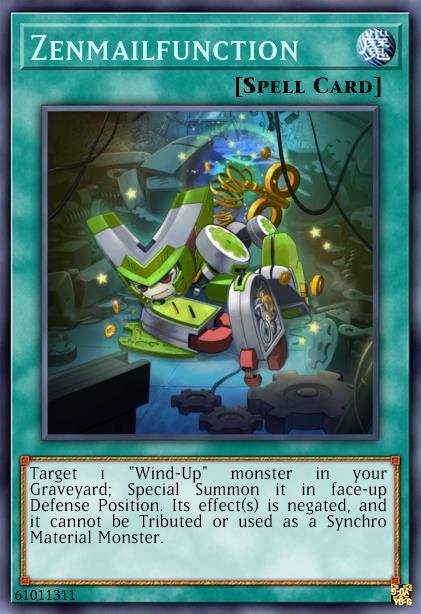 Zenmailfunction
魔
[Spell Card]
Target 1 "Wind-Up" monster in your
Graveyard; Special Summon it in face-up
Defense Position. Its effect(s) is negated, and
it cannot be Tributed or used as a Synchro
Material Monster.
61011311